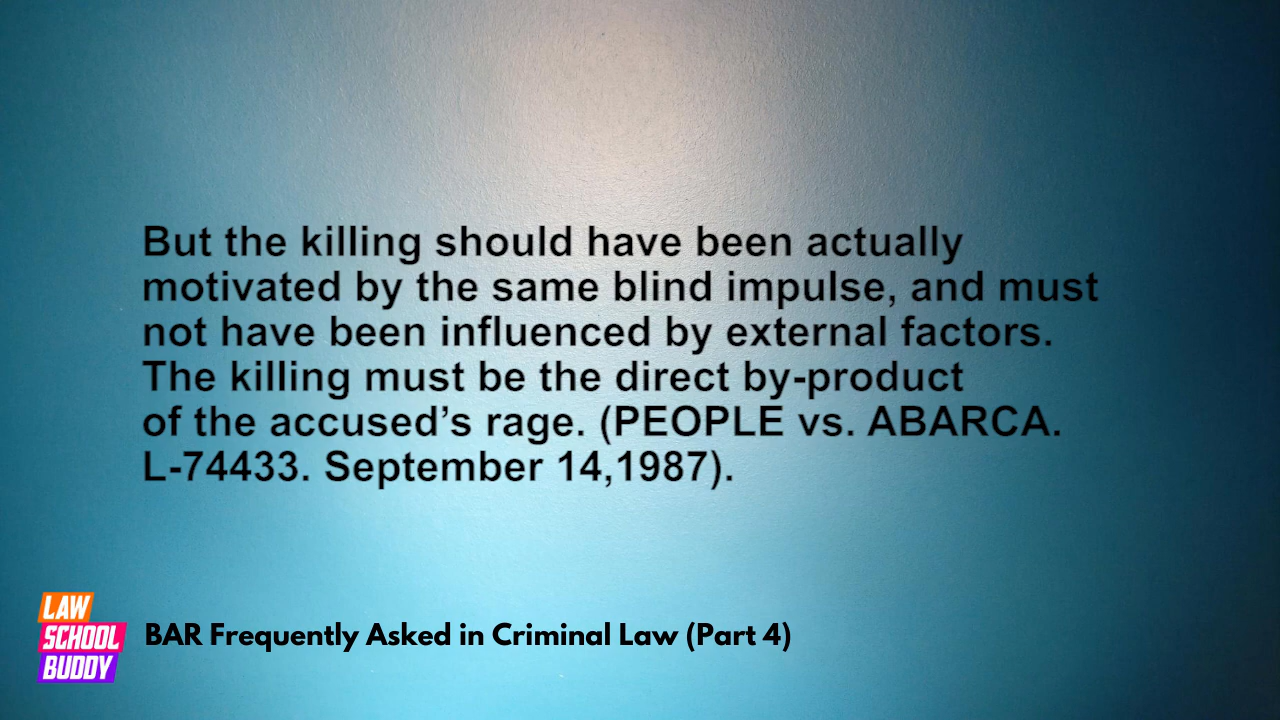 But the killing should have been actually
motivated by the same blind impulse, and must
not have been influenced by external factors.
The killing must be the direct by-product
of the accused’s rage. (PEOPLE vs. ABARCA.
L-74433. September 14,1987).
LAW
SCHOOL
BUDDY
BAR Frequently Asked in Criminal Law (Part 4)